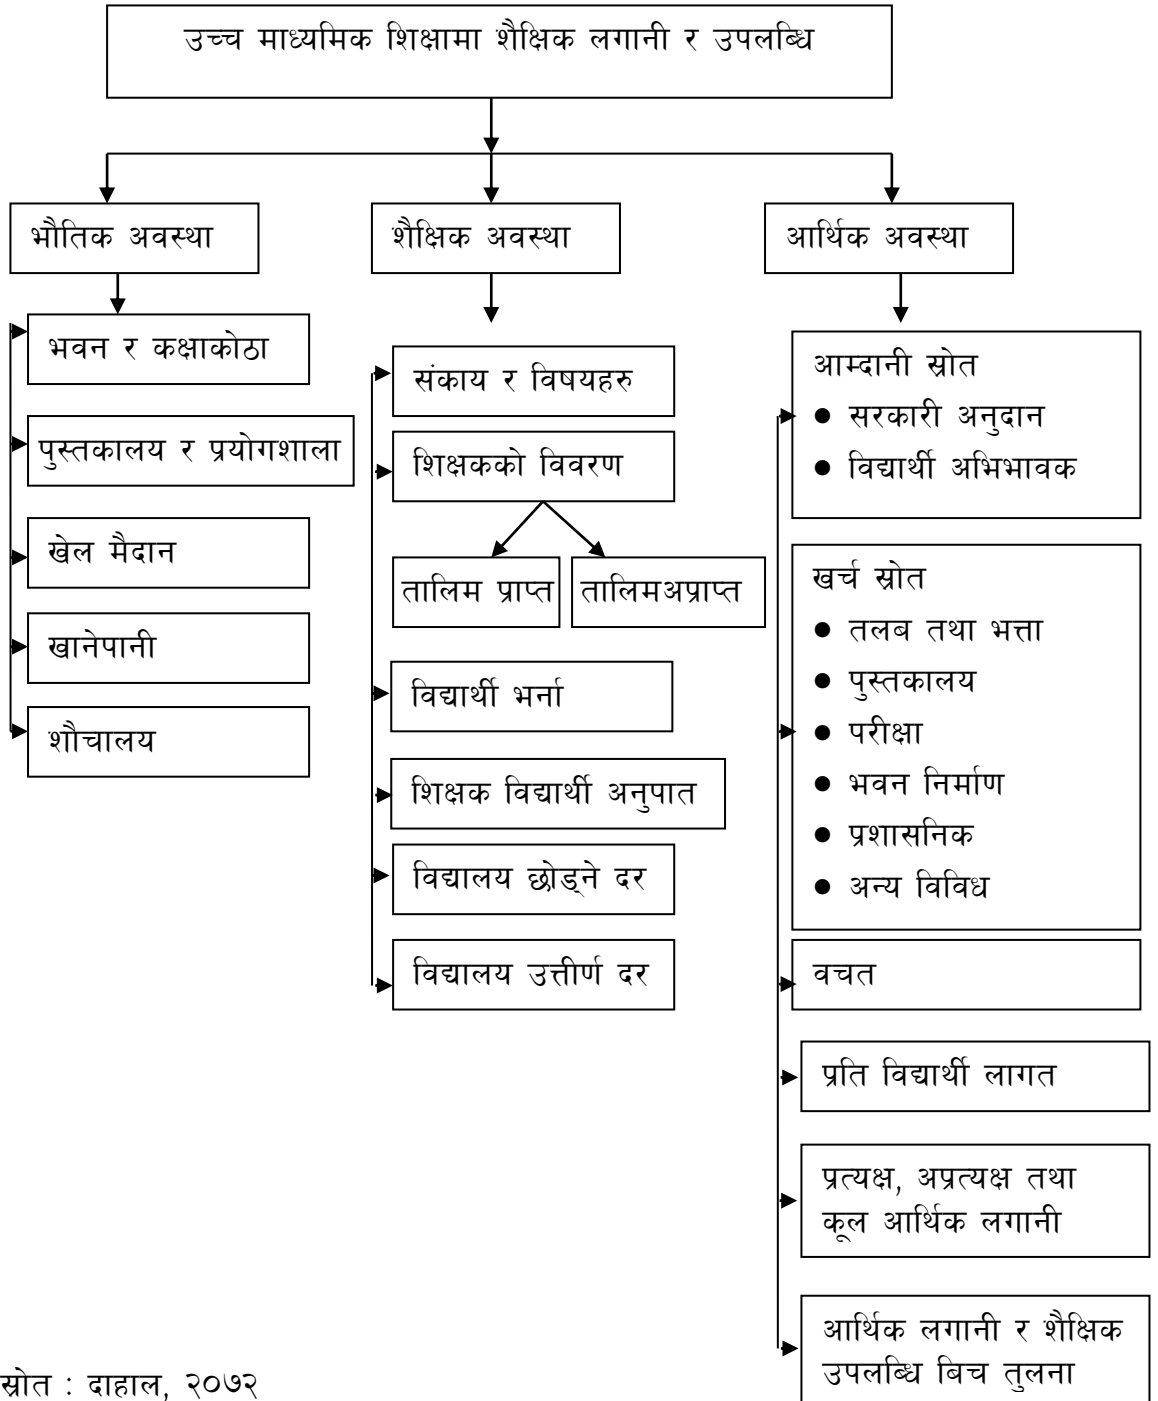 उच्च माध्यमिक शिक्षामा शैक्षिक लगानी र उपलब्धि
भौतिक अवस्था
भवन र कक्षाकोठा
पुस्तकालय र प्रयोगशाला
खेल मैदान
खानेपानी
शौचालय
शैक्षिक अवस्था
संकाय र विषयहरु
शिक्षकको विवरण
तालिम प्राप्त
तालिमअप्राप्त
विद्यार्थी भर्ना
शिक्षक विद्यार्थी अनुपात
विद्यालय छोड्ने दर
विद्यालय उत्तीर्ण दर
आर्थिक अवस्था
आम्दानी स्रोत
● सरकारी अनुदान
● विद्यार्थी अभिभावक
खर्च स्रोत
● तलब तथा भत्ता
● पुस्तकालय
● परीक्षा
● भवन निर्माण
● प्रशासनिक
● अन्य विविध
वचत
प्रति विद्यार्थी लागत
प्रत्यक्ष, अप्रत्यक्ष तथा
कूल आर्थिक लगानी
आर्थिक लगानी र शैक्षिक
उपलब्धि बिच तुलना
स्रोत : दाहाल, २०७२